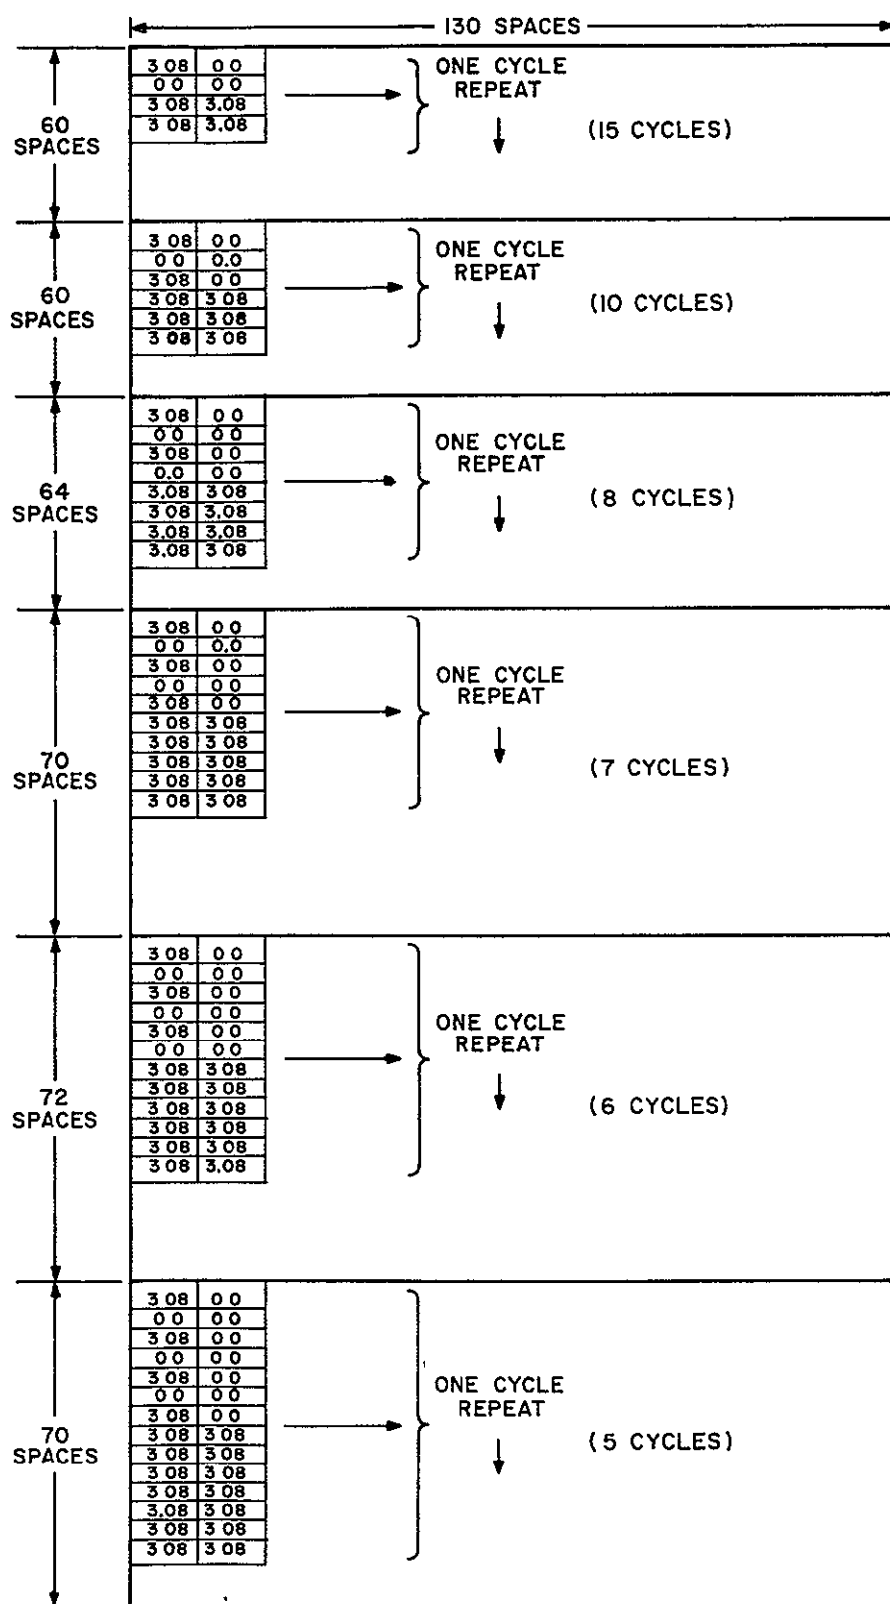 130 SPACES
60 SPACES
3 08 0 0
0 0 0 0
3 08 3.08
3 08 3.08
ONE CYCLE
REPEAT
(15 CYCLES)
60 SPACES
3 08 0 0
0 0 0.0
3 08 0 0
3 08 3 08
3 08 3 08
3 08 3 08
ONE CYCLE
REPEAT
(10 CYCLES)
64 SPACES
3 08 0 0
0 0 0 0
3 08 0 0
0.0 0 0
3.08 3 08
3 08 3.08
3.08 3.08
3.08 3 08
ONE CYCLE
REPEAT
(8 CYCLES)
70 SPACES
3 08 0 0
0 0 0.0
3 08 0 0
0 0 0 0
3 08 0 0
3 08 3 08
3 08 3 08
3 08 3 08
3 08 3 08
3 08 3 08
ONE CYCLE
REPEAT
(7 CYCLES)
72 SPACES
3 08 0 0
0 0 0 0
3 08 0 0
0 0 0 0
3 08 0 0
0 0 0 0
3 08 3 08
3 08 3 08
3 08 3 08
3 08 3 08
3 08 3 08
3 08 3.08
ONE CYCLE
REPEAT
(6 CYCLES)
70 SPACES
3 08 0 0
0 0 0 0
3 08 0 0
0 0 0 0
3 08 0 0
0 0 0 0
3 08 0 0
3 08 3 08
3 08 3 08
3 08 3 08
3 08 3 08
3.08 3 08
3 08 3 08
3 08 3 08
ONE CYCLE
REPEAT
(5 CYCLES)